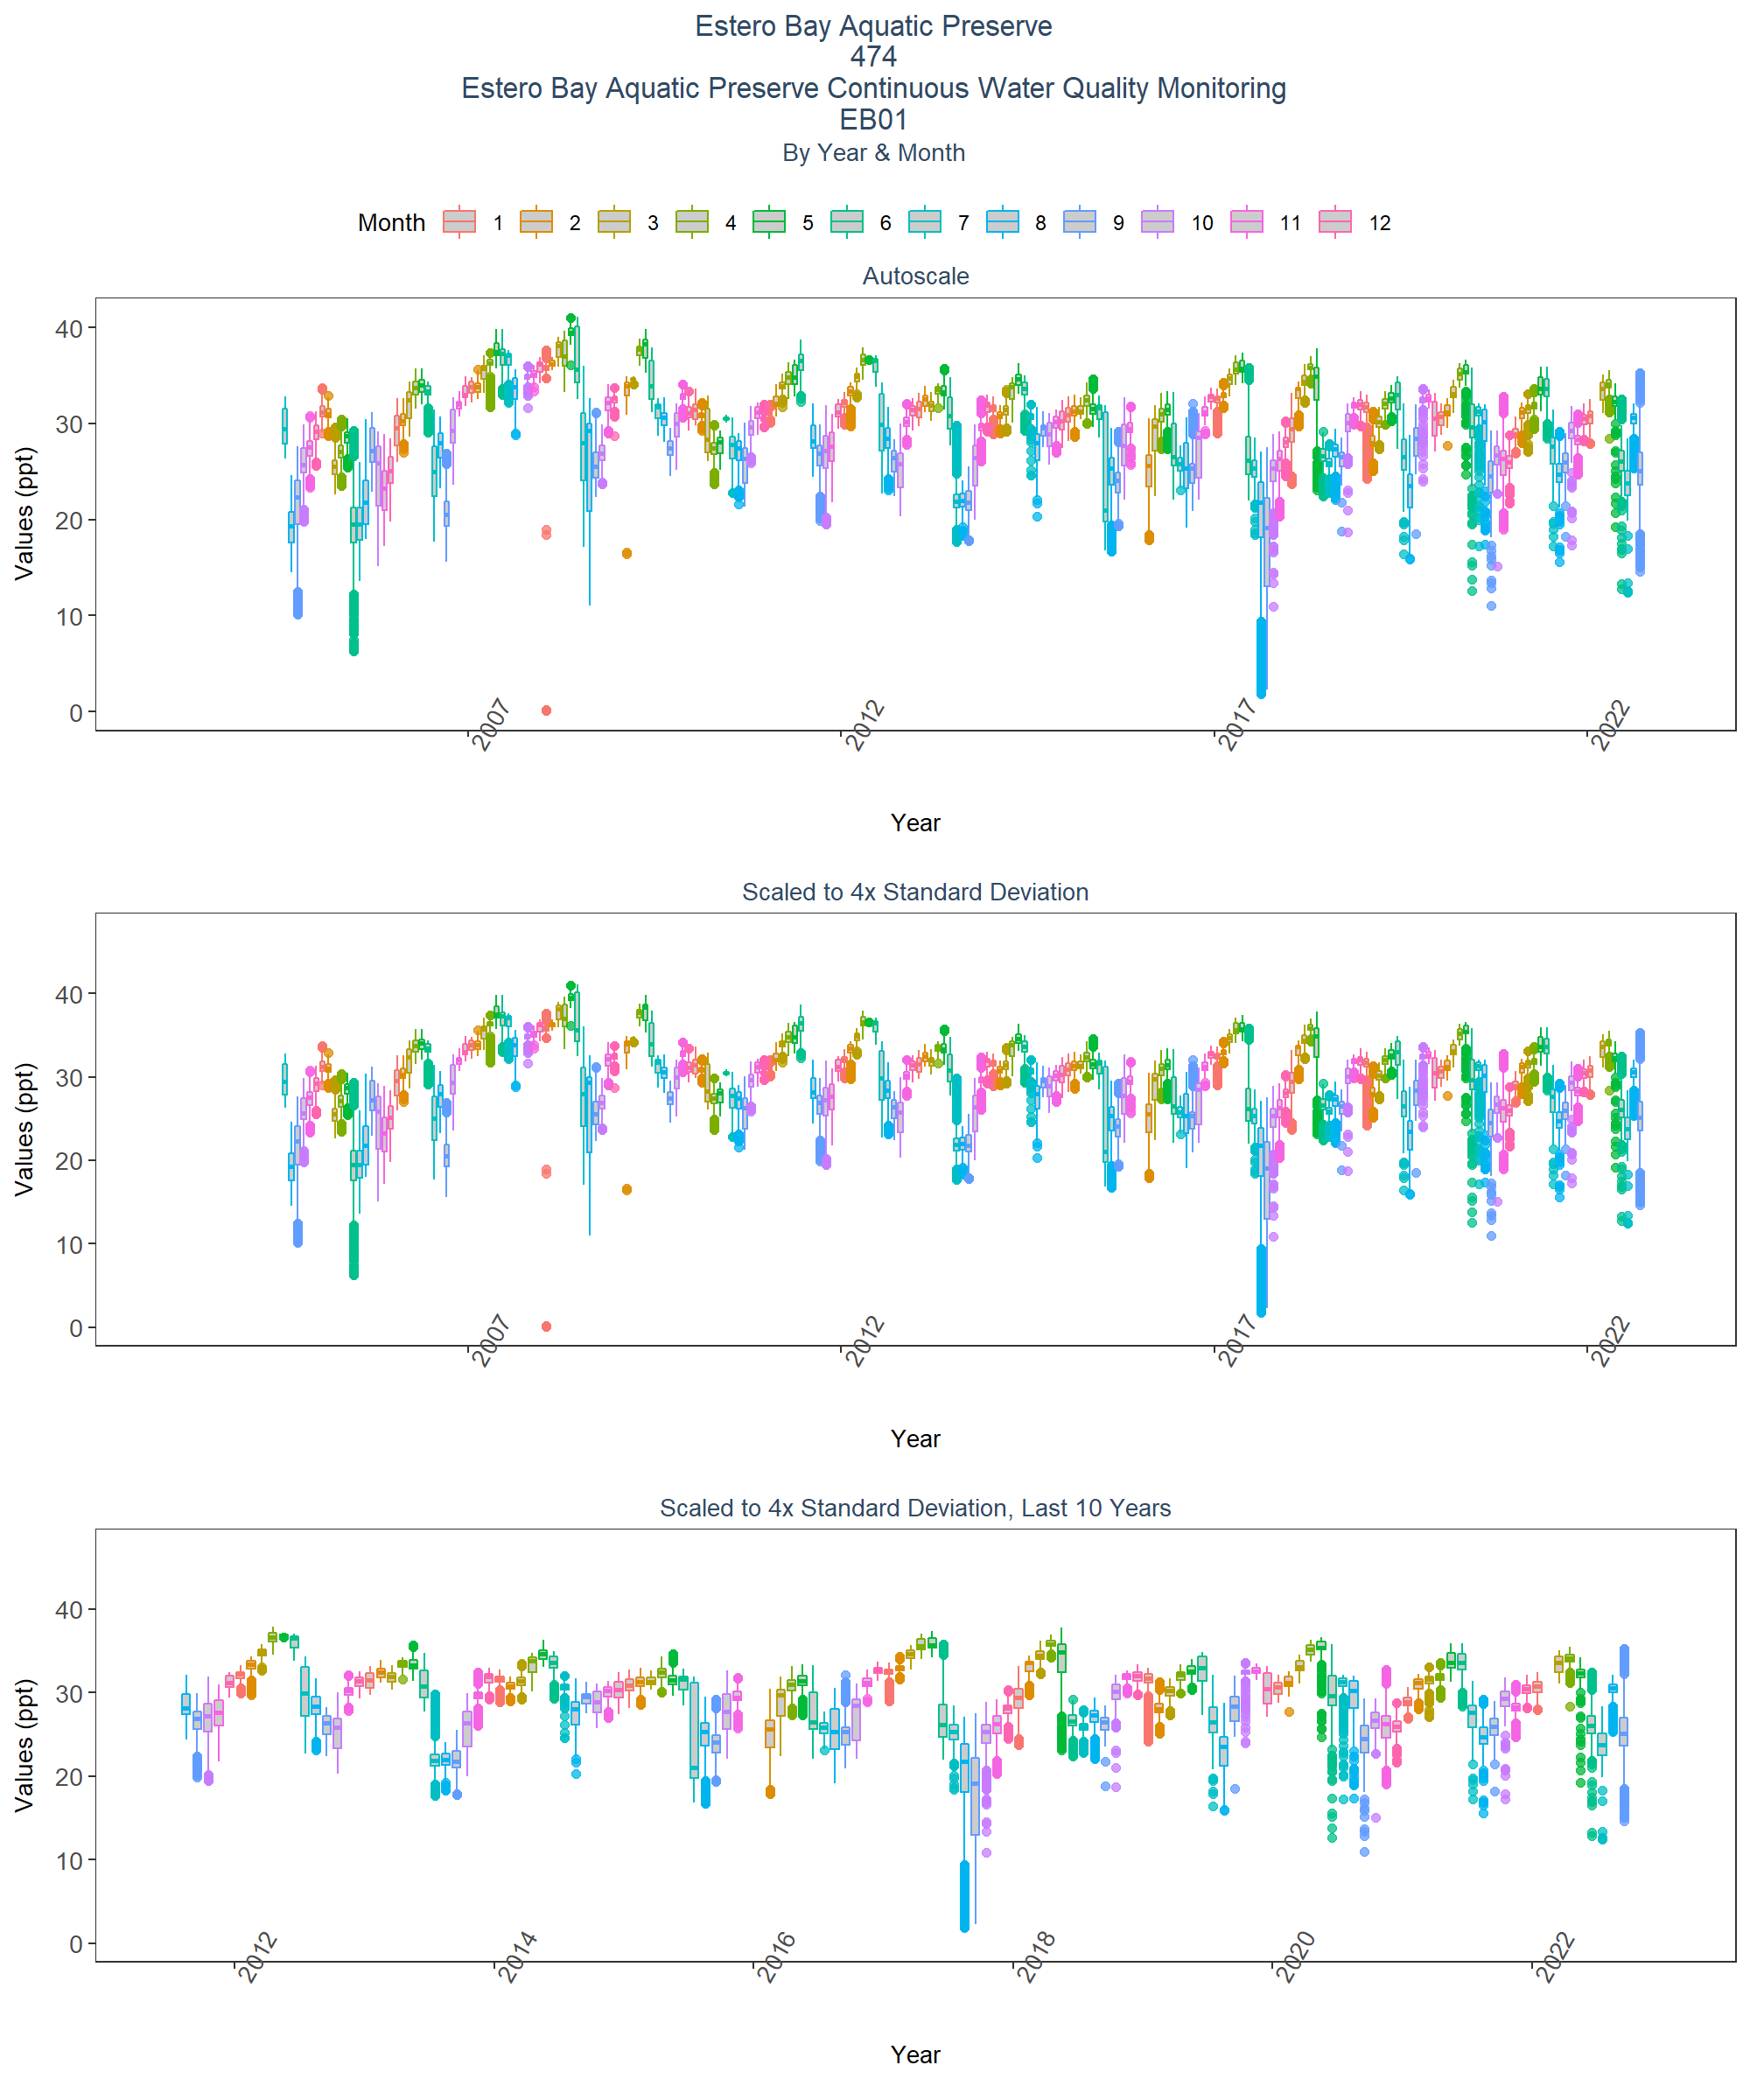 Estero Bay Aquatic Preserve
474
Estero Bay Aquatic Preserve Continuous Water Quality Monitoring
EB01
By Year & Month
Month 1 2 3 4 5 6 7 8 9 10 11 12
Autoscale
Values (ppt)
40
30
20
10
0
2007 2012 2017 2022
Year
Scaled to 4x Standard Deviation
Values (ppt)
40
30
20
10
0
2007 2012 2017 2022
Year
Scaled to 4x Standard Deviation, Last 10 Years
Values (ppt)
40
30
20
10
0
2012 2014 2016 2018 2020 2022
Year